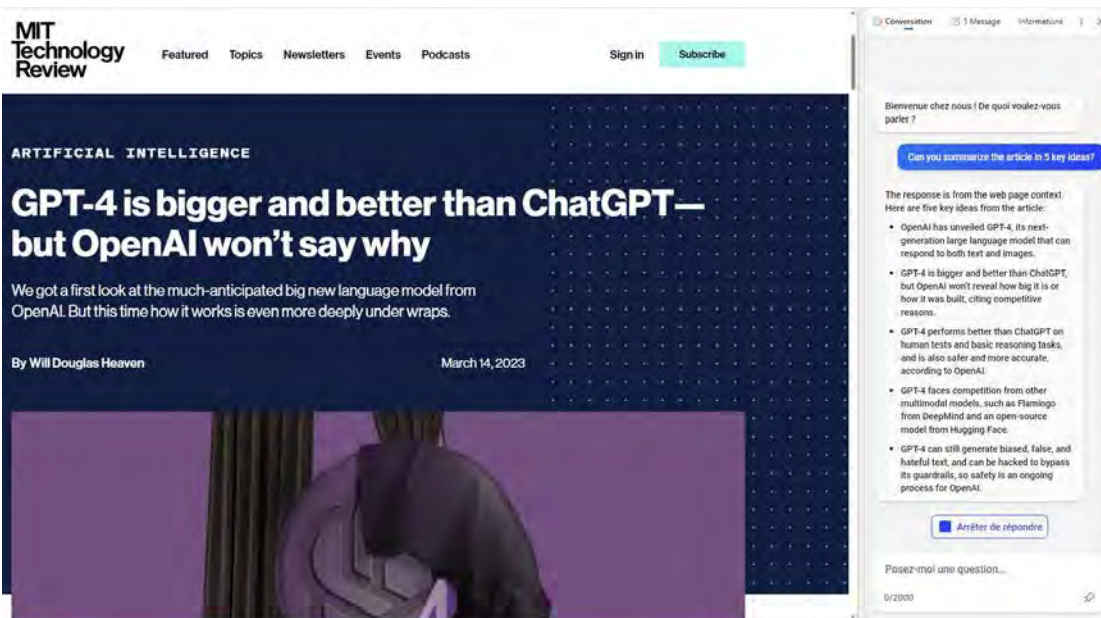 MIT
Technology
Review
Featured Topics Newsletters Events Podcasts
Sign in Subscribe
ARTIFICIAL INTELLIGENCE
GPT-4 is bigger and better than ChatGPT—
but OpenAI won’t say why
We got a first look at the much-anticipated big new language model from
OpenAI. But this time how it works is even more deeply under wraps.
By Will Douglas Heaven March 14, 2023
Conversation 1 Message Informations
Bienvenue chez nous ! De quoi voulez-vous
parler ?
Can you summarize the article in 5 key ideas?
The response is from the web page context.
Here are five key ideas from the article:
• OpenAI has unveiled GPT-4, its next-
generation large language model that can
respond to both text and images.
• GPT-4 is bigger and better than ChatGPT,
but OpenAI won't reveal how big it is or
how it was built, citing competitive
reasons.
• GPT-4 performs better than ChatGPT on
human tests and basic reasoning tasks,
and is also safer and more accurate,
according to OpenAI.
• GPT-4 faces competition from other
multimodal models, such as Flamingo
from DeepMind and an open-source
model from Hugging Face.
• GPT-4 can still generate biased, false, and
hateful text, and can be hacked to bypass
its guardrails, so safety is an ongoing
process for OpenAI.
Arrêter de répondre
Posez-moi une question...
0/2000